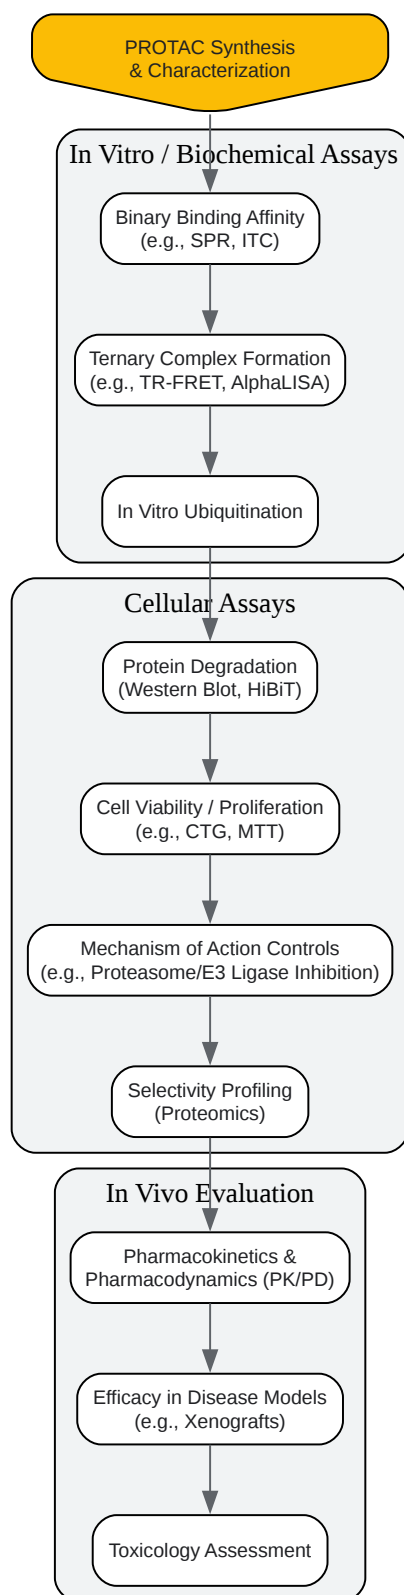 PROTAC Synthesis
& Characterization
In Vitro / Biochemical Assays
Binary Binding Affinity
(e.g., SPR, ITC)
Ternary Complex Formation
(e.g., TR-FRET, AlphaLISA)
In Vitro Ubiquitination
Cellular Assays
Protein Degradation
(Western Blot, HiBiT)
Cell Viability / Proliferation
(e.g., CTG, MTT)
Mechanism of Action Controls
(e.g., Proteasome/E3 Ligase Inhibition)
Selectivity Profiling
(Proteomics)
In Vivo Evaluation
Pharmacokinetics &
Pharmacodynamics (PK/PD)
Efficacy in Disease Models
(e.g., Xenografts)
Toxicology Assessment